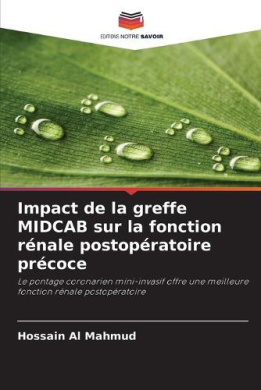 EDITIONS NOTRE SAVOIR
Impact de la greffe
MIDCAB sur la fonction
rénale postopératoire
précoce
Le pontage coronarien mini-invasif offre une meilleure
fonction rénale postopératoire
Hossain Al Mahmud